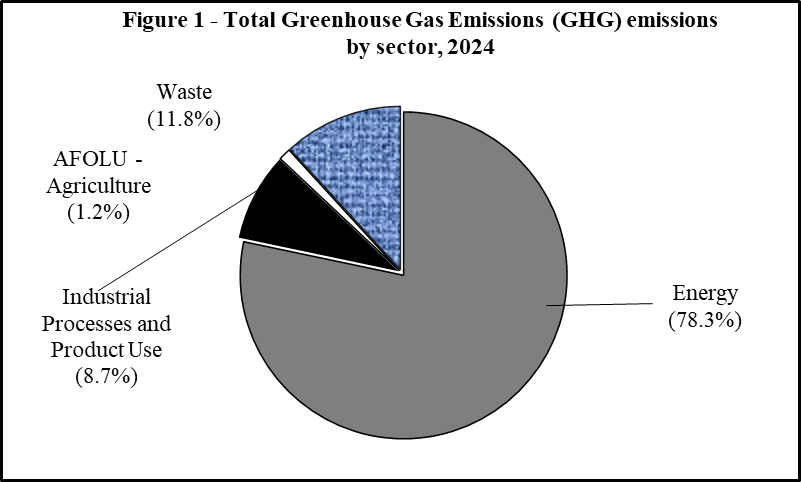 Figure 1 - Total Greenhouse Gas Emissions (GHG) emissions
by sector, 2024
Waste
(11.8%)
AFOLU -
Agriculture
(1.2%)
Industrial
Processes and
Product Use
(8.7%)
Energy
(78.3%)